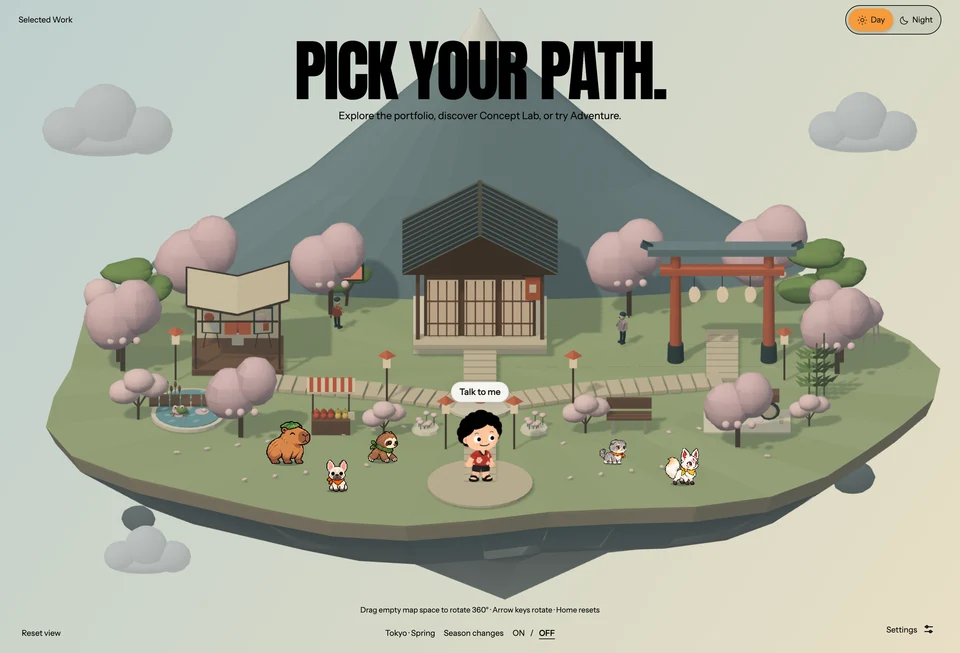 Selected Work
Day
Night
PICK YOUR PATH.
Explore the portfolio, discover Concept Lab, or try Adventure.
Talk to me
Drag empty map space to rotate 360° · Arrow keys rotate · Home resets
Reset view
Tokyo · Spring Season changes ON / OFF
Settings